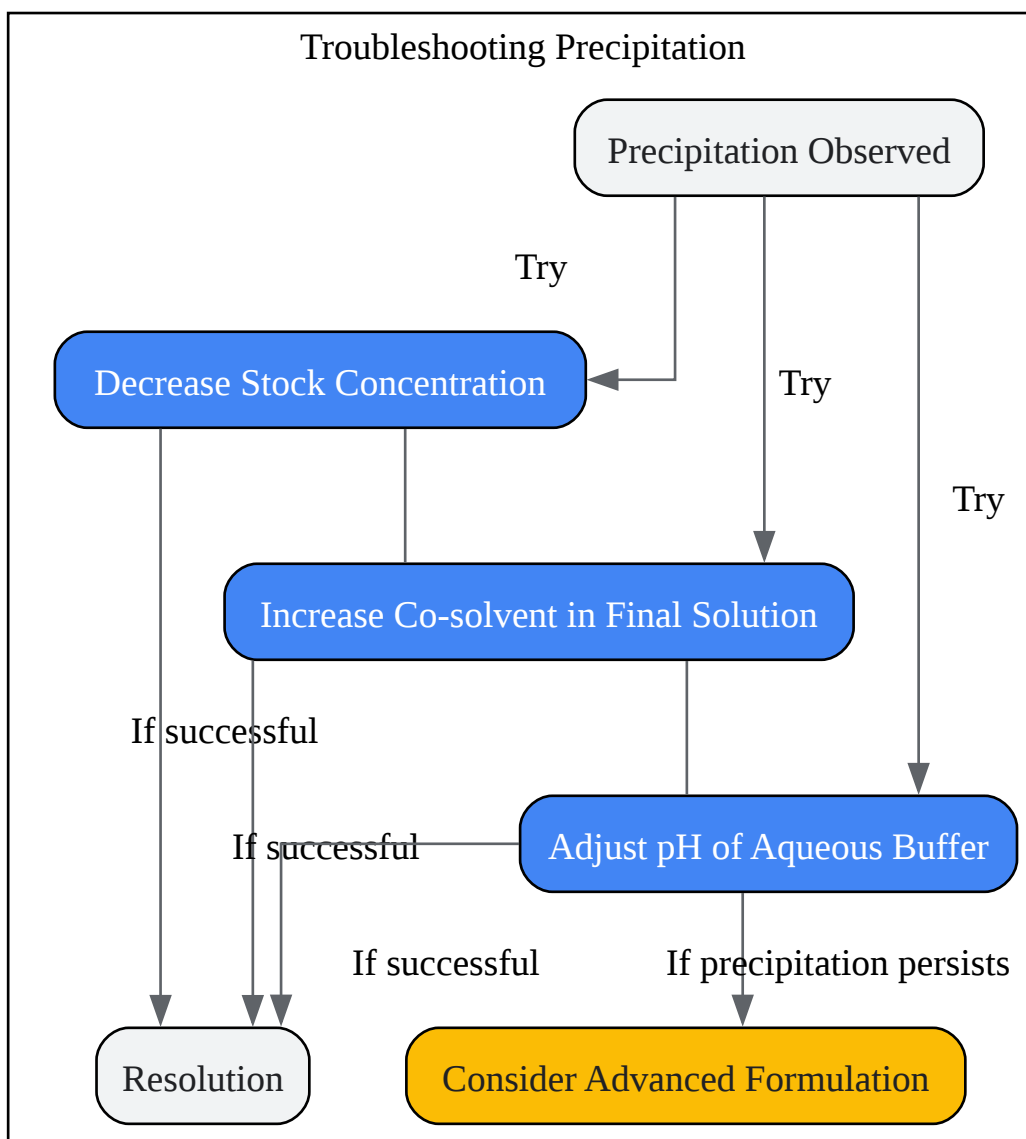 Troubleshooting Precipitation
Precipitation Observed
Try
Decrease Stock Concentration
Try
Try
Increase Co-solvent in Final Solution
If successful
If successful
Adjust pH of Aqueous Buffer
If successful
If precipitation persists
Resolution
Consider Advanced Formulation